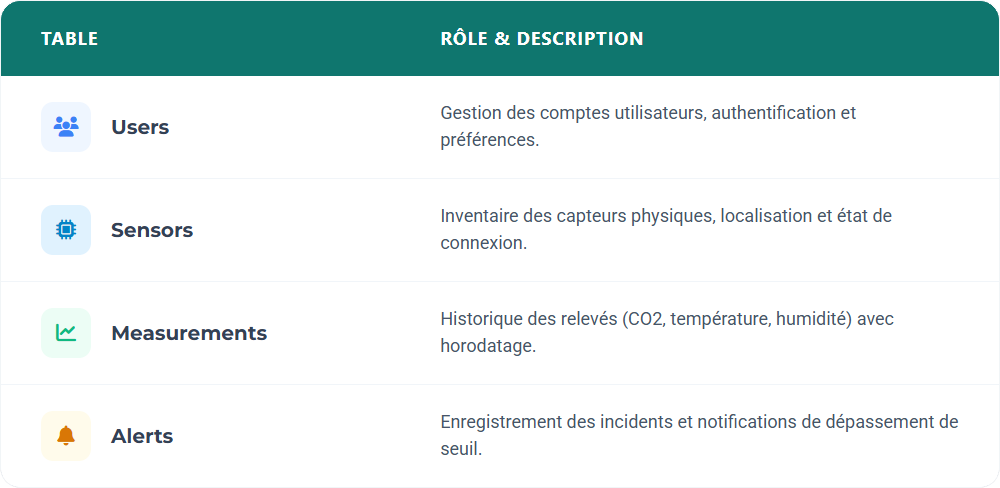 TABLE RÔLE & DESCRIPTION
Users
Gestion des comptes utilisateurs, authentification et
préférences.
Sensors
Inventaire des capteurs physiques, localisation et état de
connexion.
Measurements
Historique des relevés (CO2, température, humidité) avec
horodatage.
Alerts
Enregistrement des incidents et notifications de dépassement de
seuil.